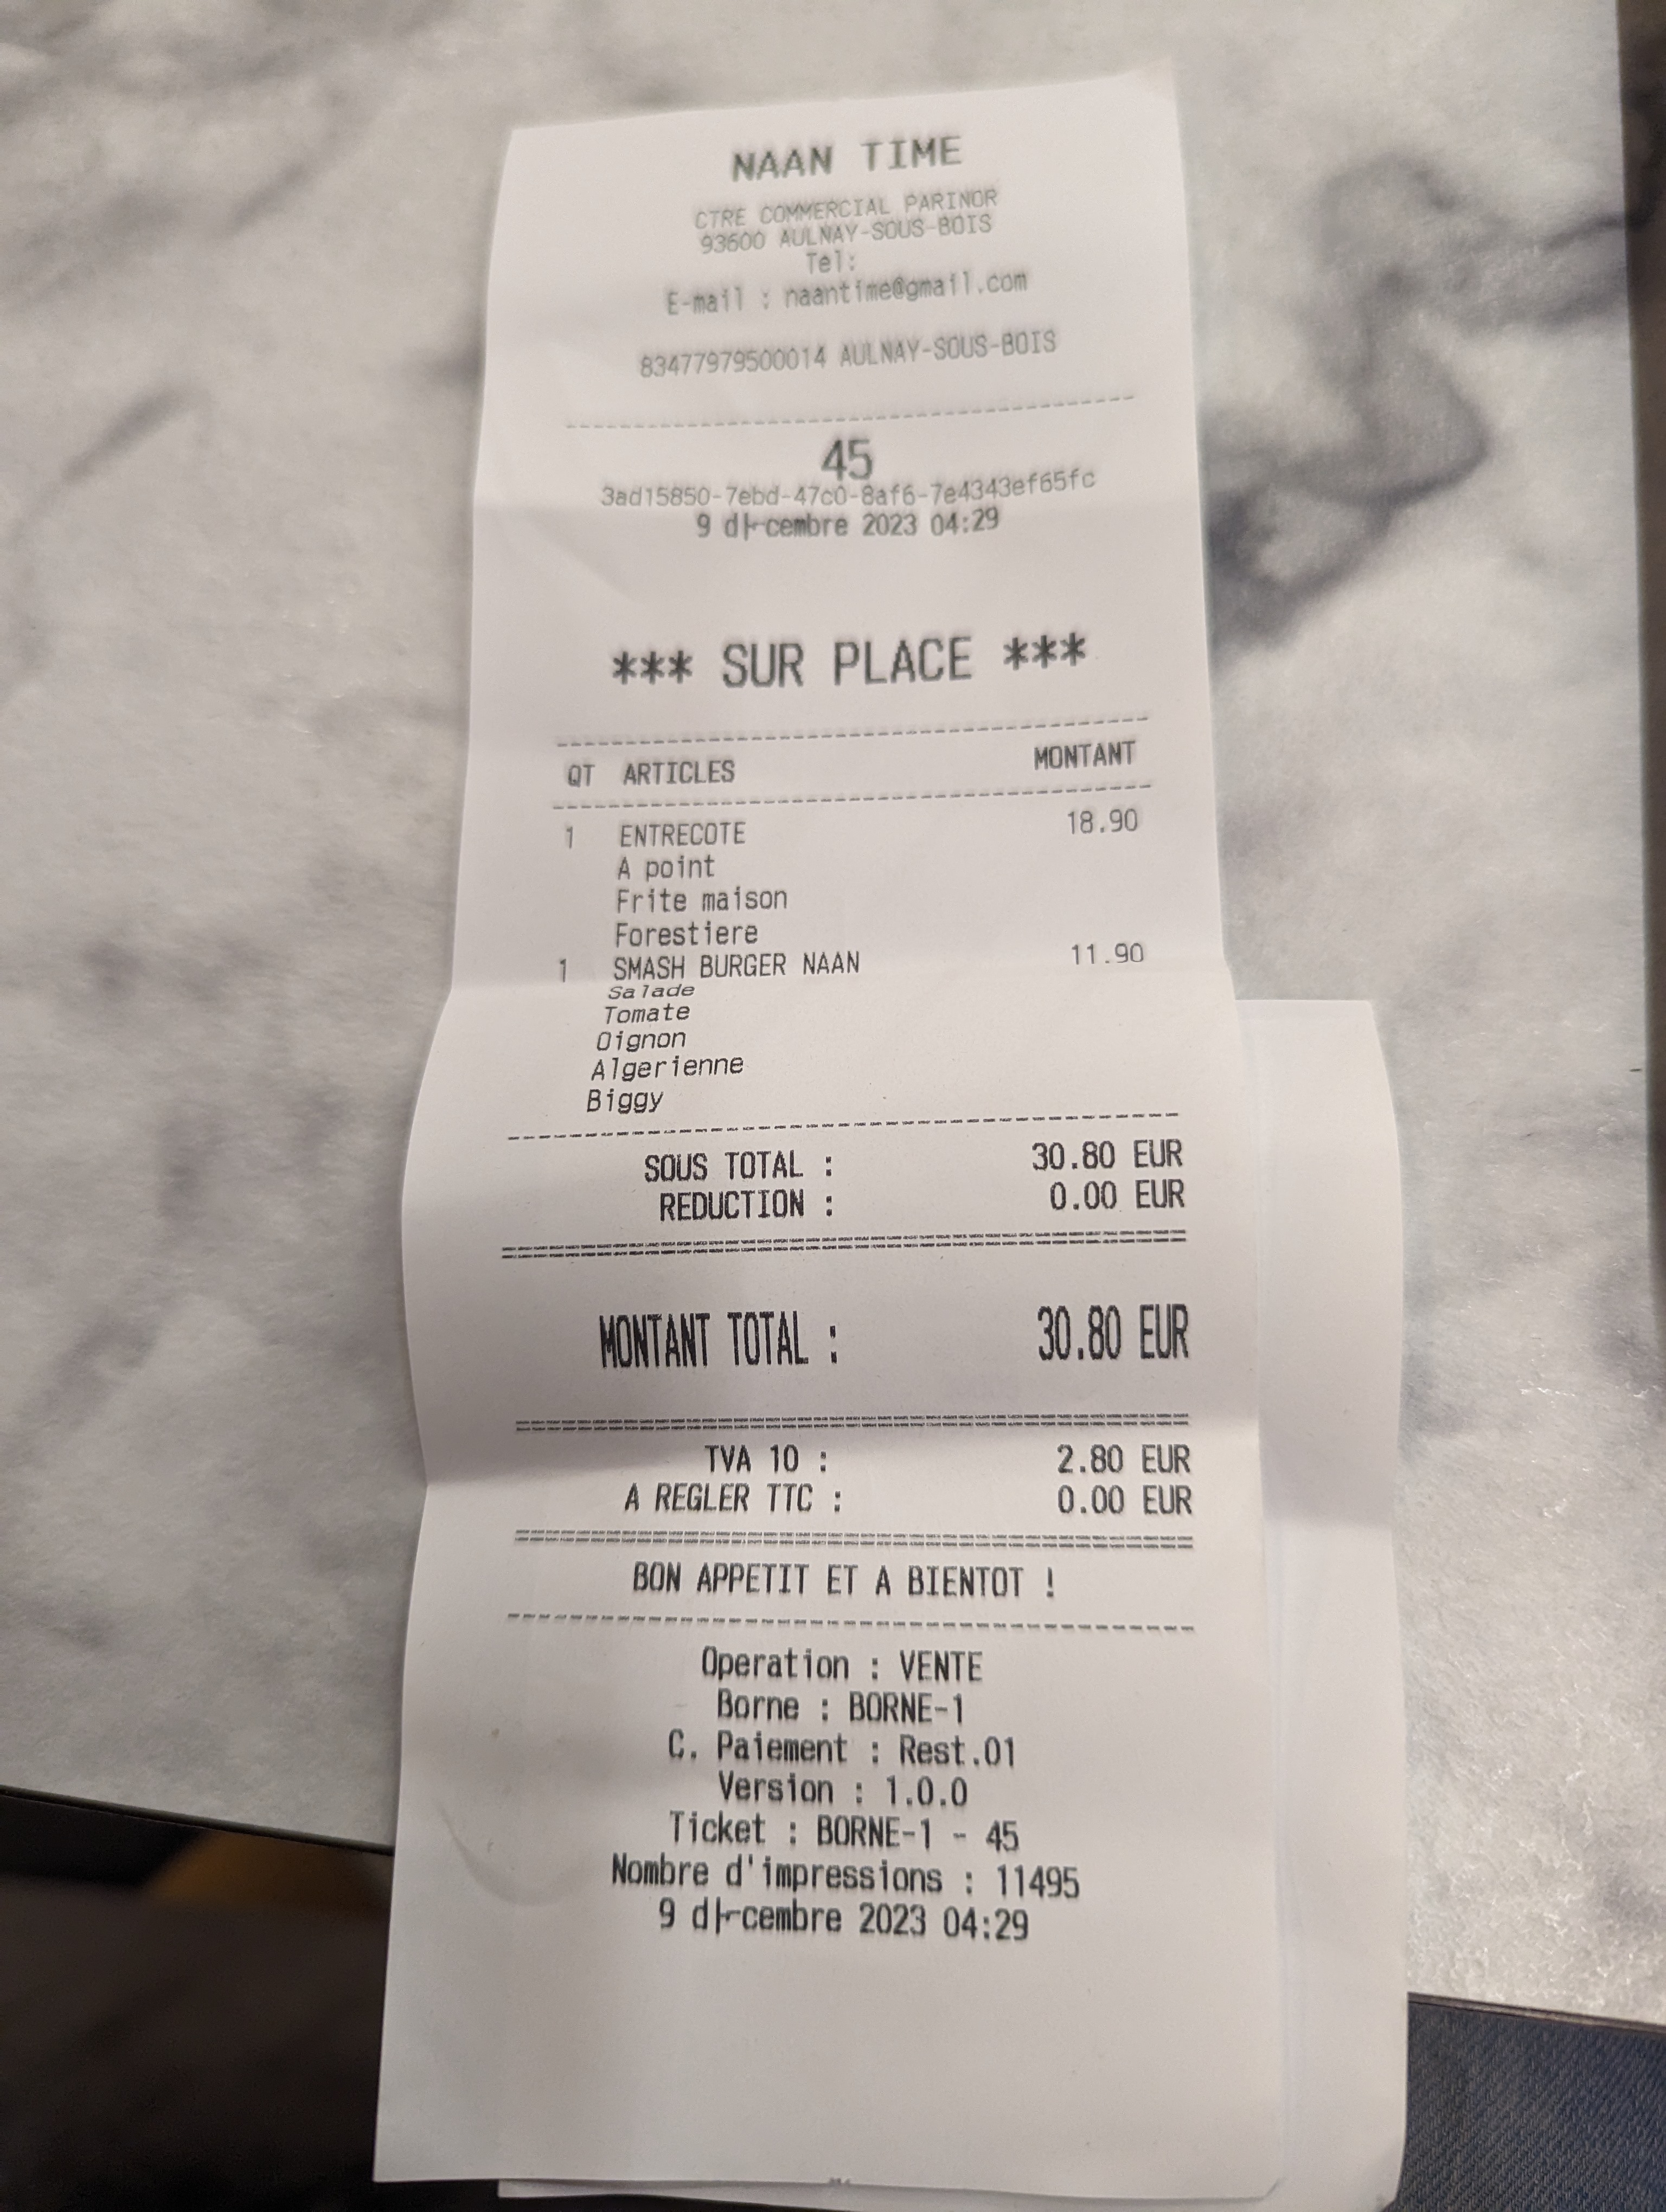 NAAN TIME
CTRE COMMERCIAL PARINOR
93600 AULNAY-SOUS-BOIS
Tel:
E-mail : naantime@gmail.com
83477979500014 AULNAY-SOUS-BOIS
45
3ad15850-7ebd-47c0-8af6-7e4343ef65fc
9 d├cembre 2023 04:29
*** SUR PLACE ***
QT ARTICLES MONTANT
1 ENTRECOTE 18.90
A point
Frite maison
Forestiere
1 SMASH BURGER NAAN 11.90
Salade
Tomate
Oignon
Algerienne
Biggy
SOUS TOTAL : 30.80 EUR
REDUCTION : 0.00 EUR
MONTANT TOTAL : 30.80 EUR
TVA 10 : 2.80 EUR
A REGLER TTC : 0.00 EUR
BON APPETIT ET A BIENTOT !
Operation : VENTE
Borne : BORNE-1
C. Paiement : Rest.01
Version : 1.0.0
Ticket : BORNE-1 - 45
Nombre d'impressions : 11495
9 d├cembre 2023 04:29